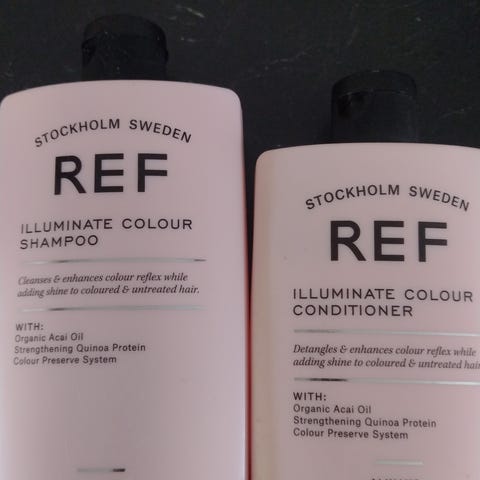 STOCKHOLM SWEDEN
REF
ILLUMINATE COLOUR
SHAMPOO
Cleanses & enhances colour reflex while
adding shine to coloured & untreated hair.
WITH:
Organic Acai Oil
Strengthening Quinoa Protein
Colour Preserve System
STOCKHOLM SWEDEN
REF
ILLUMINATE COLOUR
CONDITIONER
Detangles & enhances colour reflex while
adding shine to coloured & untreated hair
WITH:
Organic Acai Oil
Strengthening Quinoa Protein
Colour Preserve System